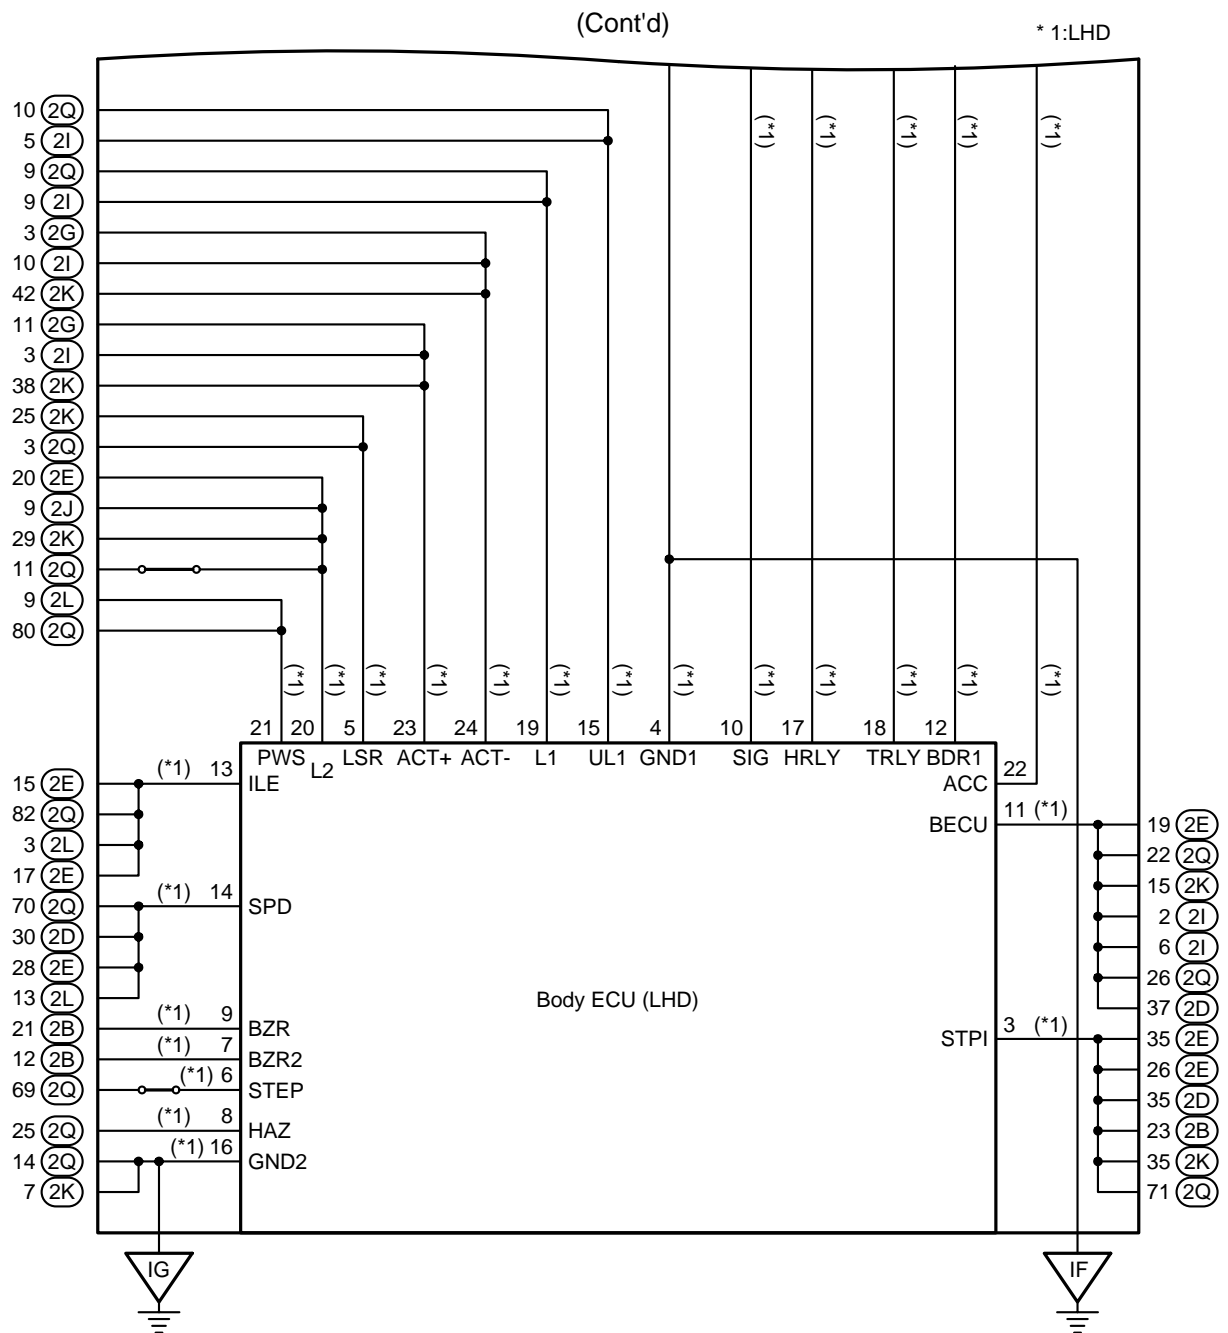 (Cont'd)
* 1:LHD
10 2Q
5 2I
9 2Q
9 2I
3 2G
10 2I
42 2K
11 2G
3 2I
38 2K
25 2K
3 2Q
20 2E
9 2J
29 2K
11 2Q
9 2L
80 2Q
(*1) (*1) (*1) (*1) (*1)
(*1) (*1) (*1) (*1) (*1) (*1) (*1) (*1) (*1) (*1) (*1) (*1) (*1)
21 20 5 23 24 19 15 4 10 17 18 12
PWS L2 LSR ACT+ ACT- L1 UL1 GND1 SIG HRLY TRLY BDR1
22
ACC
15 2E (*1) 13 ILE
82 2Q
3 2L
17 2E
70 2Q (*1) 14 SPD
30 2D
28 2E
13 2L
21 2B (*1) 9 BZR
12 2B (*1) 7 BZR2
69 2Q (*1) 6 STEP
25 2Q (*1) 8 HAZ
14 2Q (*1) 16 GND2
7 2K
Body ECU (LHD)
BECU 11 (*1) 19 2E
22 2Q
15 2K
2 2I
6 2I
26 2Q
37 2D
STPI 3 (*1) 35 2E
26 2E
35 2D
23 2B
35 2K
71 2Q
IG
IF